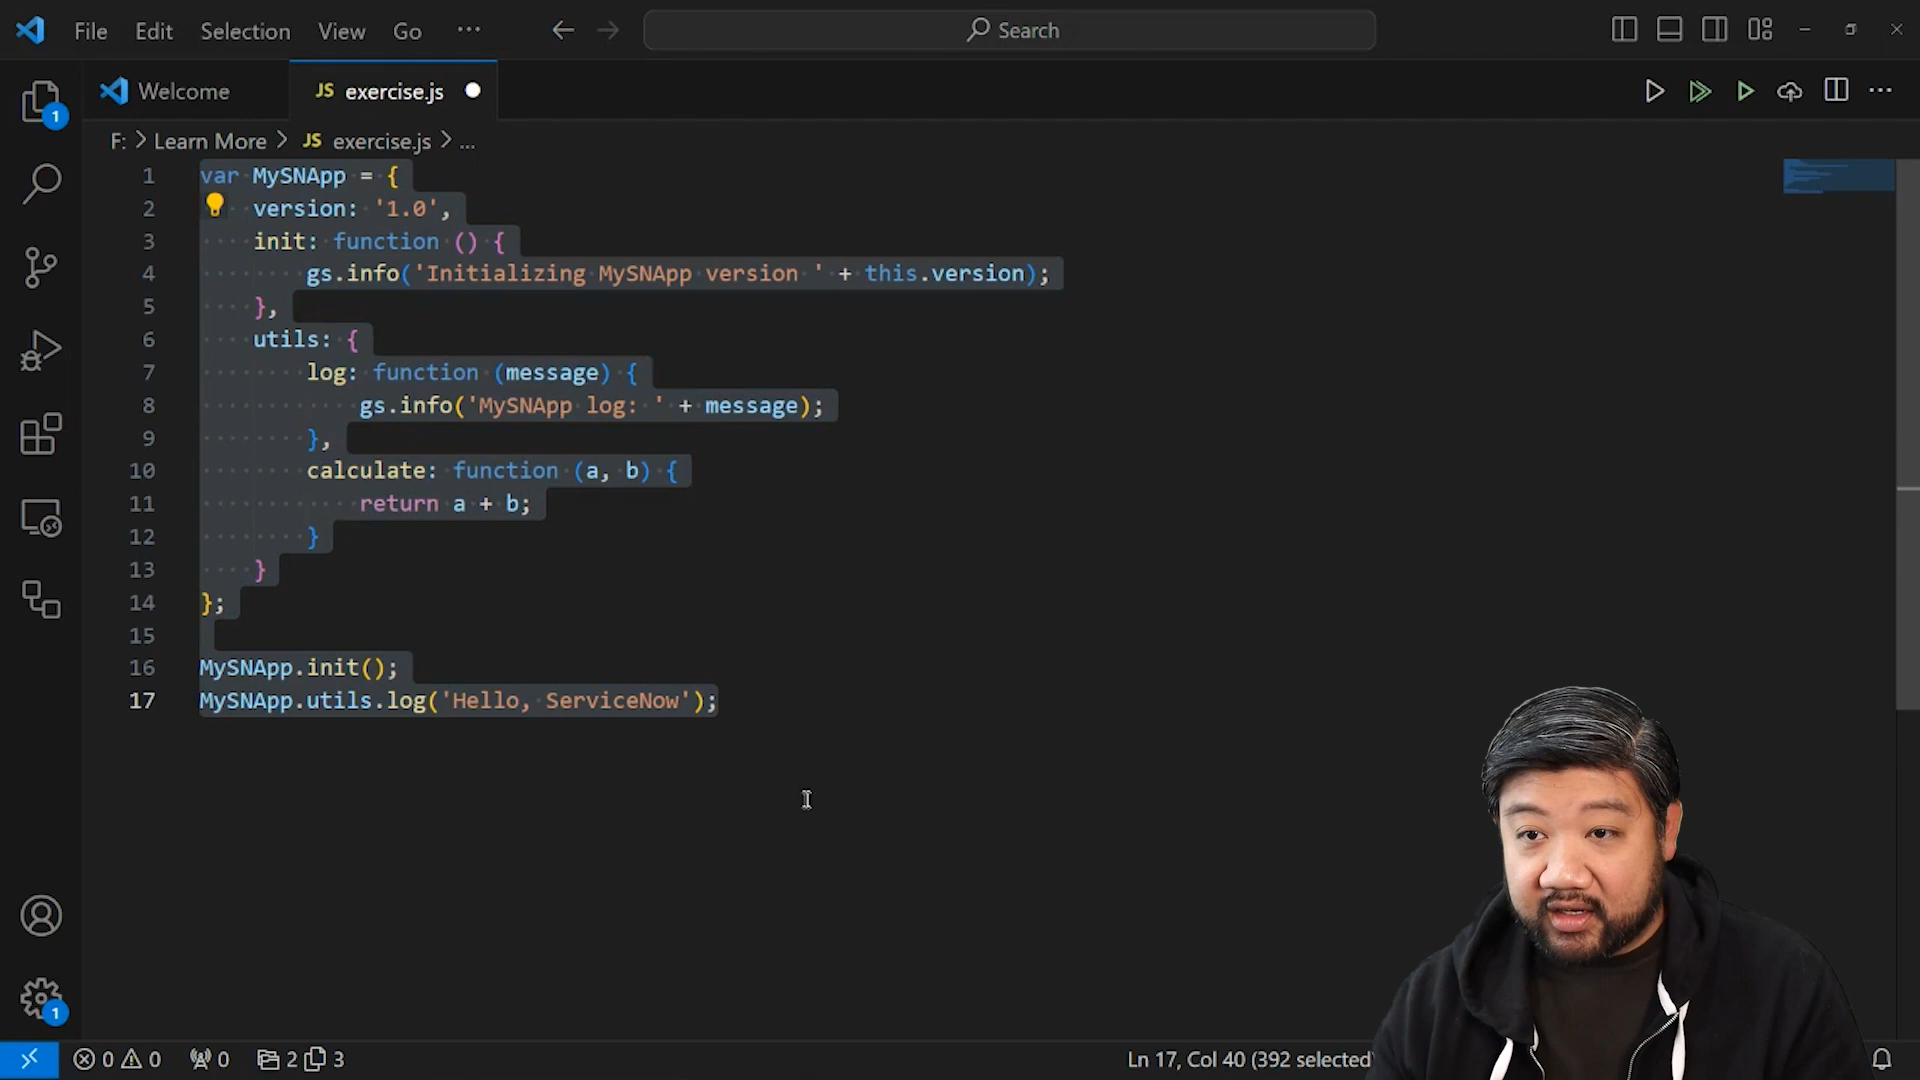 File Edit Selection View Go ··· Search
Welcome JS exercise.js
F: > Learn More > JS exercise.js > ...
1 var MySNApp = {
2 version: '1.0',
3 init: function () {
4 gs.info('Initializing MySNApp version ' + this.version);
5 },
6 utils: {
7 log: function (message) {
8 gs.info('MySNApp log: ' + message);
9 },
10 calculate: function (a, b) {
11 return a + b;
12 }
13 }
14 };
15
16 MySNApp.init();
17 MySNApp.utils.log('Hello, ServiceNow');
1
1
0 0 0 2 3 Ln 17, Col 40 (392 selected)